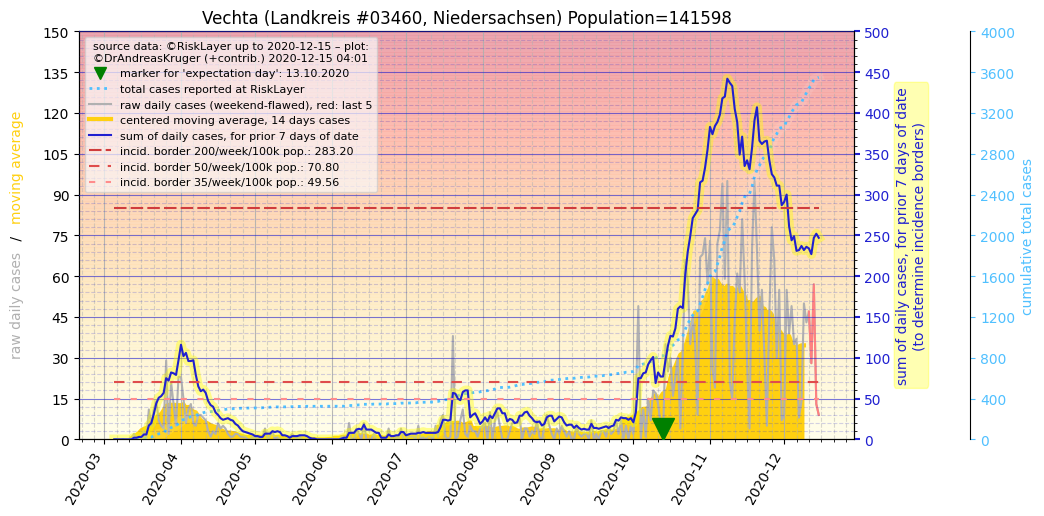 Vechta (Landkreis #03460, Niedersachsen) Population=141598
source data: ©RiskLayer up to 2020-12-15 – plot:
©DrAndreasKruger (+contrib.) 2020-12-15 04:01
marker for 'expectation day': 13.10.2020
total cases reported at RiskLayer
raw daily cases (weekend-flawed), red: last 5
centered moving average, 14 days cases
sum of daily cases, for prior 7 days of date
incid. border 200/week/100k pop.: 283.20
incid. border 50/week/100k pop.: 70.80
incid. border 35/week/100k pop.: 49.56
raw daily cases / moving average
150
135
120
105
90
75
60
45
30
15
0
2020-03
2020-04
2020-05
2020-06
2020-07
2020-08
2020-09
2020-10
2020-11
2020-12
500
450
400
350
300
250
200
150
100
50
0
sum of daily cases, for prior 7 days of date
(to determine incidence borders)
4000
3600
3200
2800
2400
2000
1600
1200
800
400
0
cumulative total cases